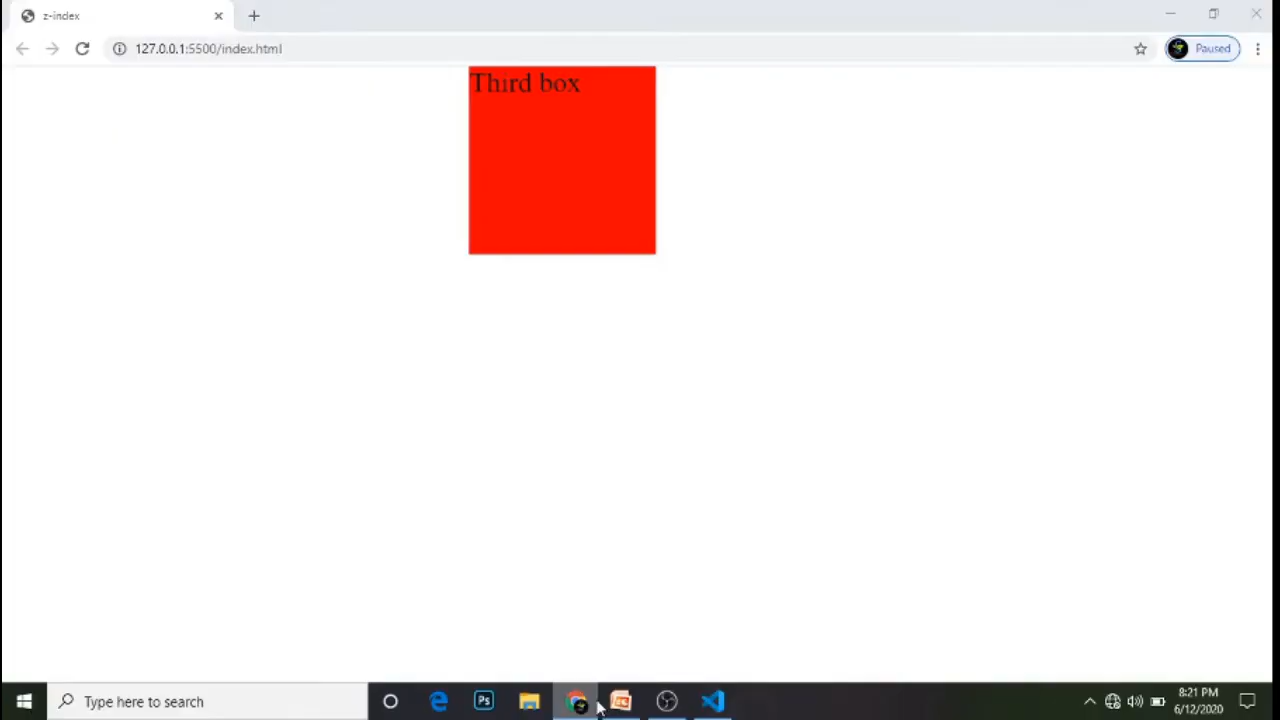 z-index
127.0.0.1:5500/index.html
Paused
Third box
Type here to search
Ps
8:21 PM
6/12/2020